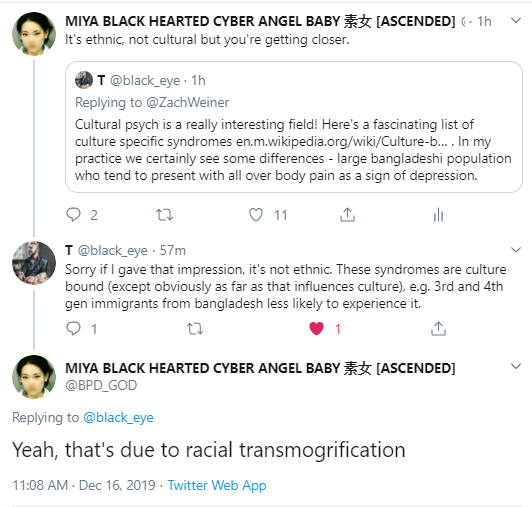 MIYA BLACK HEARTED CYBER ANGEL BABY 素女 [ASCENDED] · 1h
It's ethnic, not cultural but you're getting closer.
T @black_eye · 1h
Replying to @ZachWeiner
Cultural psych is a really interesting field! Here's a fascinating list of
culture specific syndromes en.m.wikipedia.org/wiki/Culture-b... . In my
practice we certainly see some differences - large bangladeshi population
who tend to present with all over body pain as a sign of depression.
2 11
T @black_eye · 57m
Sorry if I gave that impression, it's not ethnic. These syndromes are culture
bound (except obviously as far as that influences culture), e.g. 3rd and 4th
gen immigrants from bangladesh less likely to experience it.
1 1
MIYA BLACK HEARTED CYBER ANGEL BABY 素女 [ASCENDED]
@BPD_GOD
Replying to @black_eye
Yeah, that's due to racial transmogrification
11:08 AM · Dec 16, 2019 · Twitter Web App